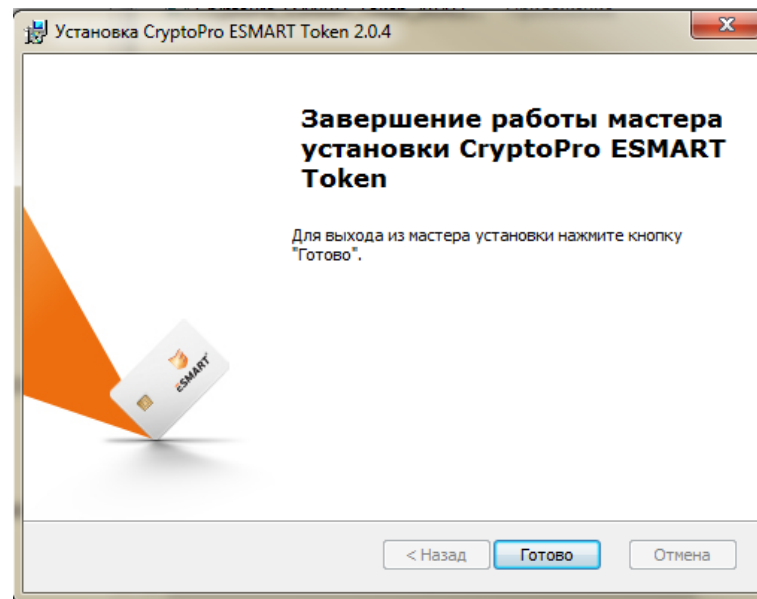 Установка CryptoPro ESMART Token 2.0.4
Завершение работы мастера
установки CryptoPro ESMART
Token
Для выхода из мастера установки нажмите кнопку
"Готово".
ESMART
< Назад
Готово
Отмена